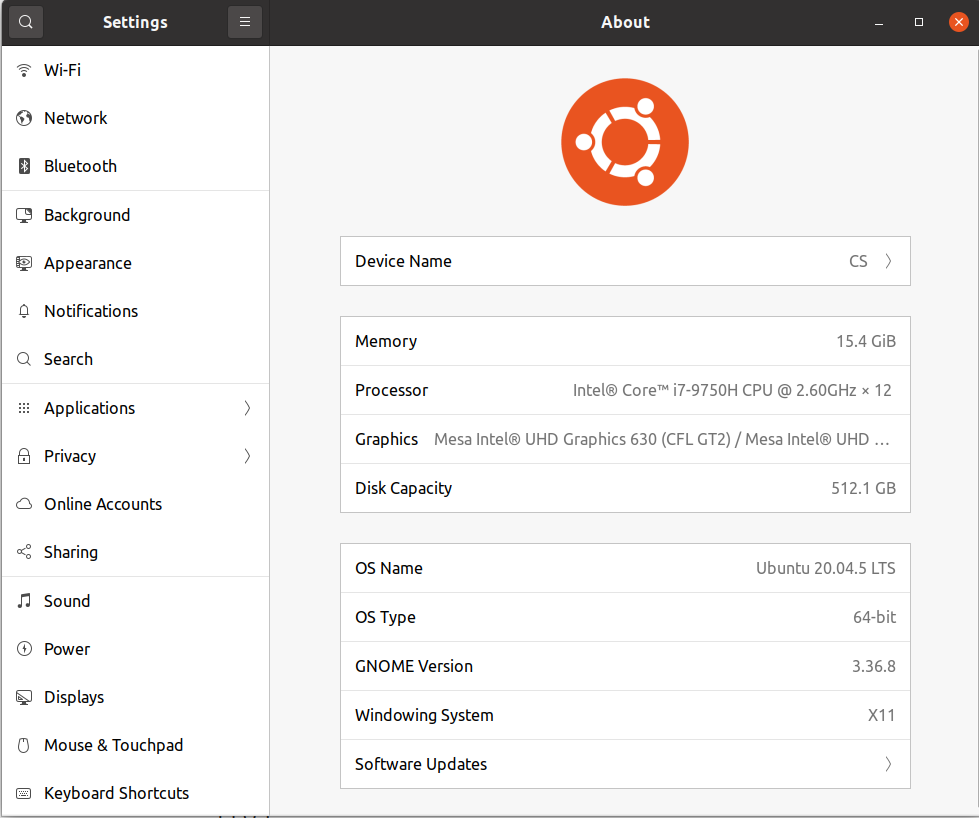 Settings
About
Wi-Fi
Network
Bluetooth
Background
Appearance
Notifications
Search
Applications
Privacy
Online Accounts
Sharing
Sound
Power
Displays
Mouse & Touchpad
Keyboard Shortcuts
Device Name CS
Memory 15.4 GiB
Processor Intel® Core™ i7-9750H CPU @ 2.60GHz × 12
Graphics Mesa Intel® UHD Graphics 630 (CFL GT2) / Mesa Intel® UHD …
Disk Capacity 512.1 GB
OS Name Ubuntu 20.04.5 LTS
OS Type 64-bit
GNOME Version 3.36.8
Windowing System X11
Software Updates